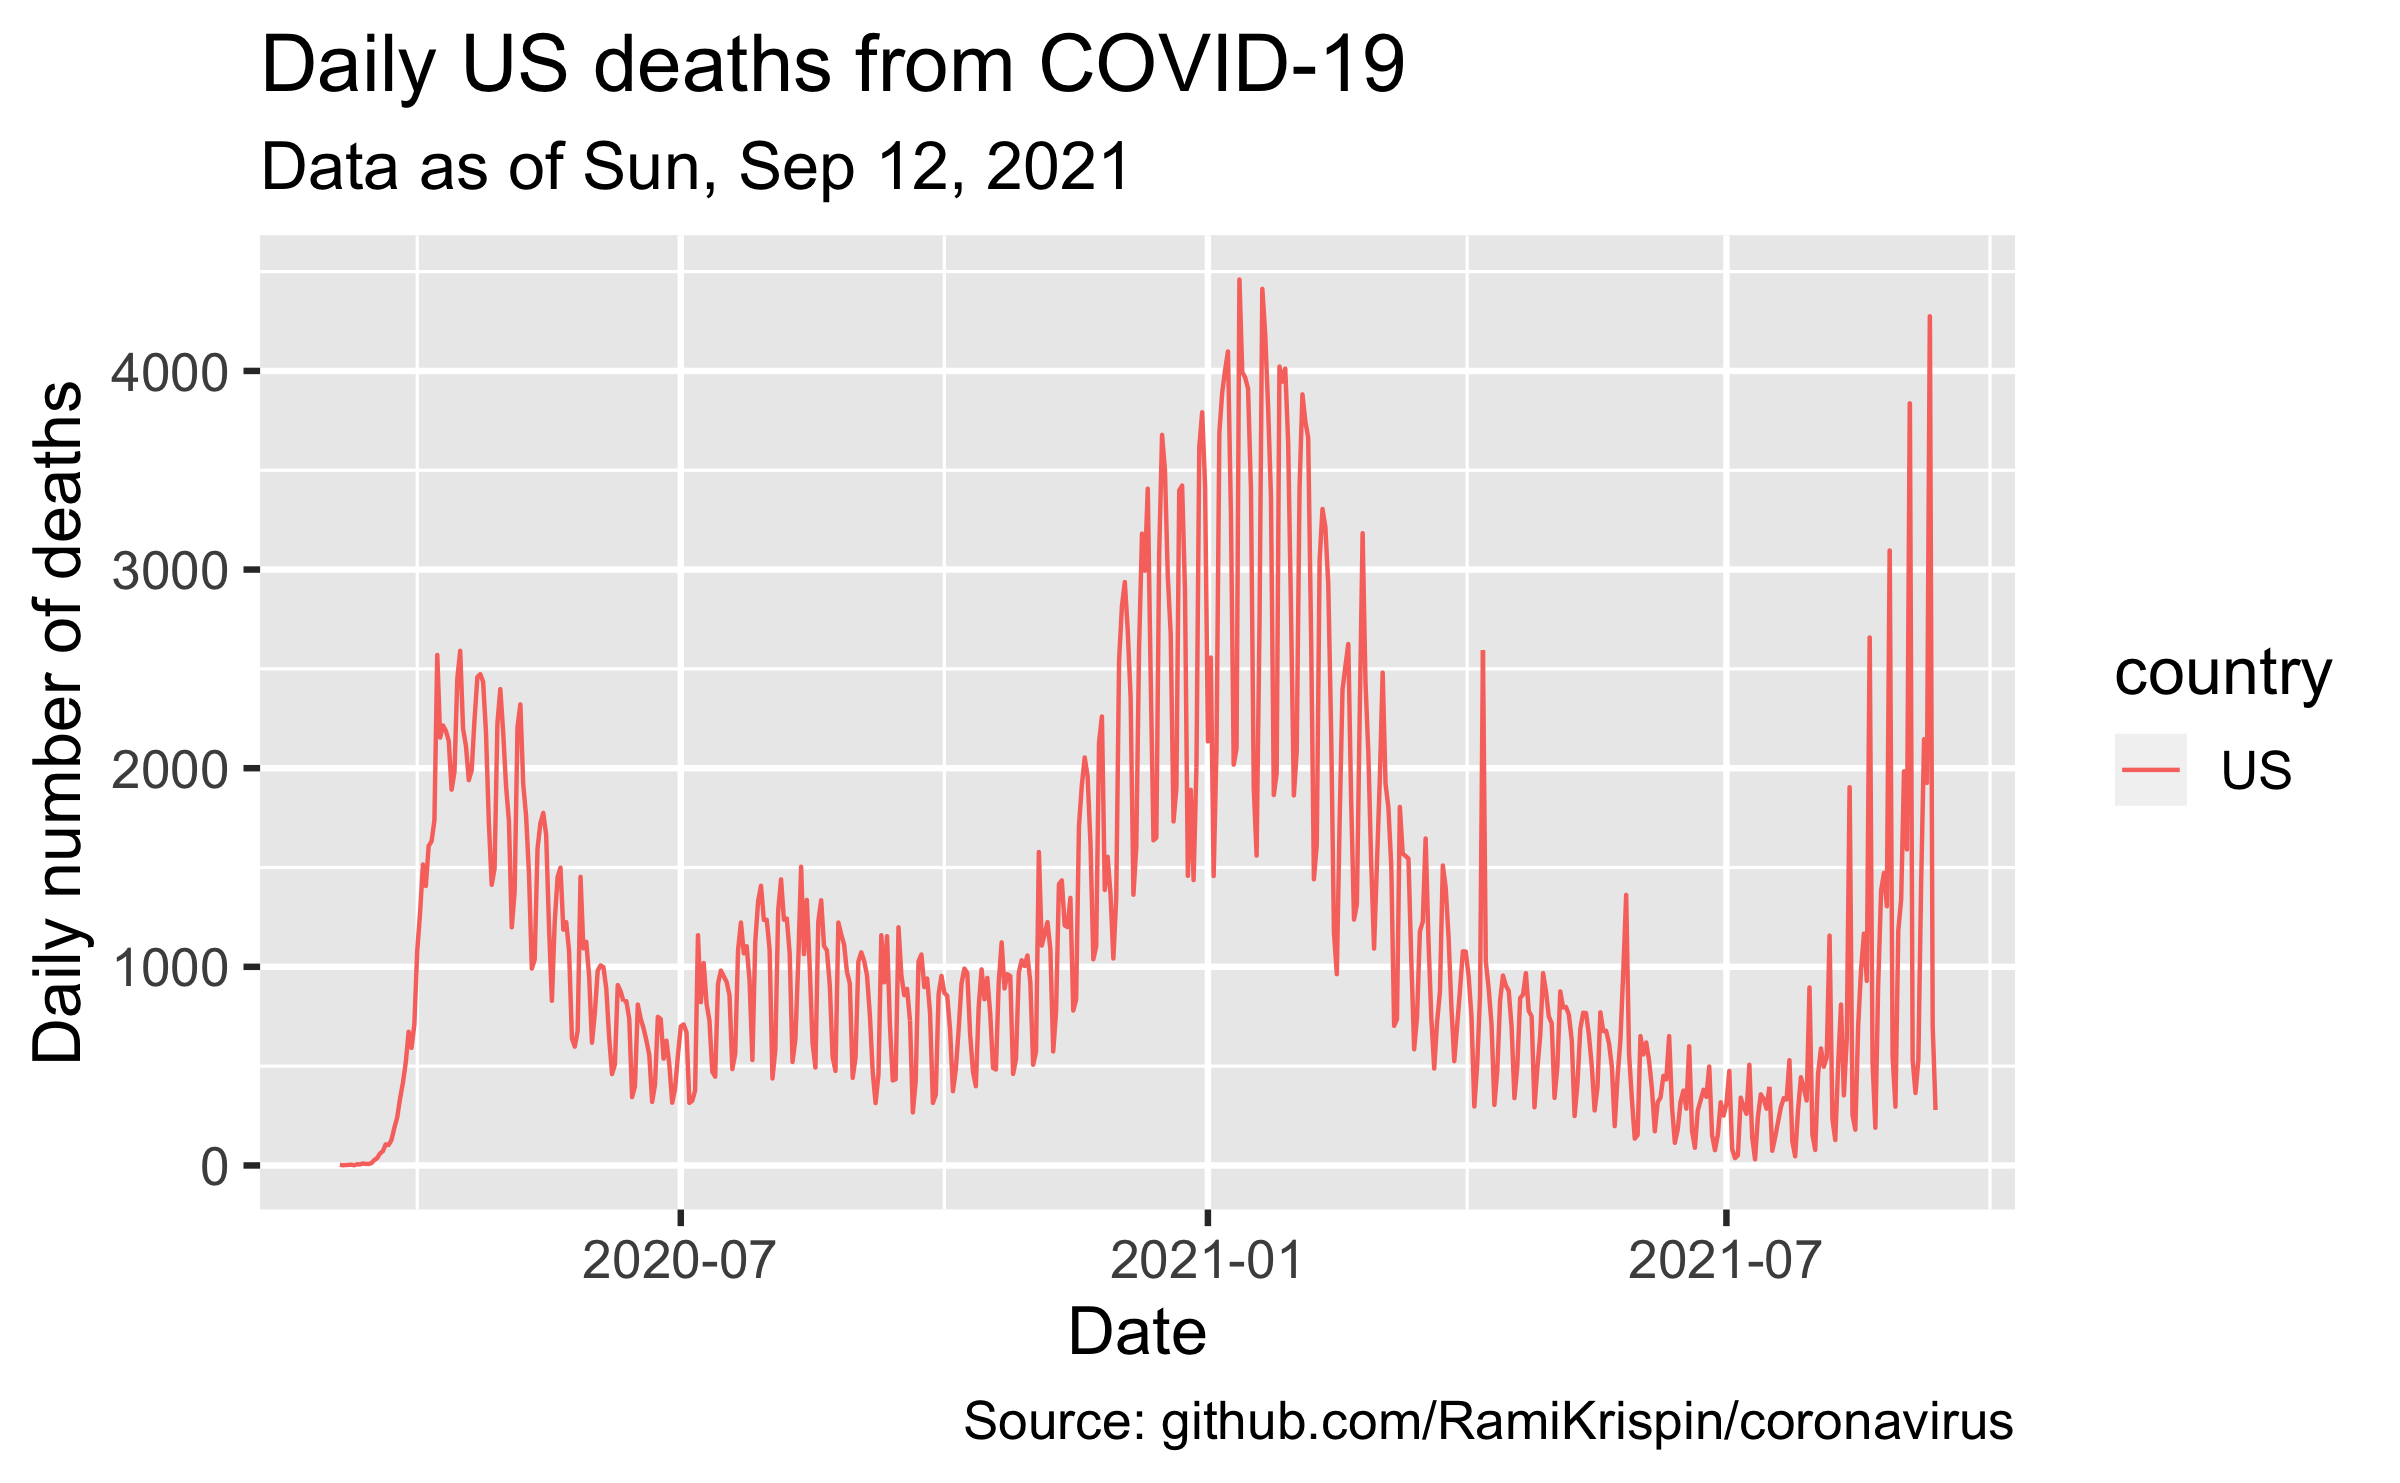 Daily US deaths from COVID-19
Data as of Sun, Sep 12, 2021
Daily number of deaths
4000
3000
2000
1000
0
2020-07
2021-01
2021-07
Date
country
US
Source: github.com/RamiKrispin/coronavirus